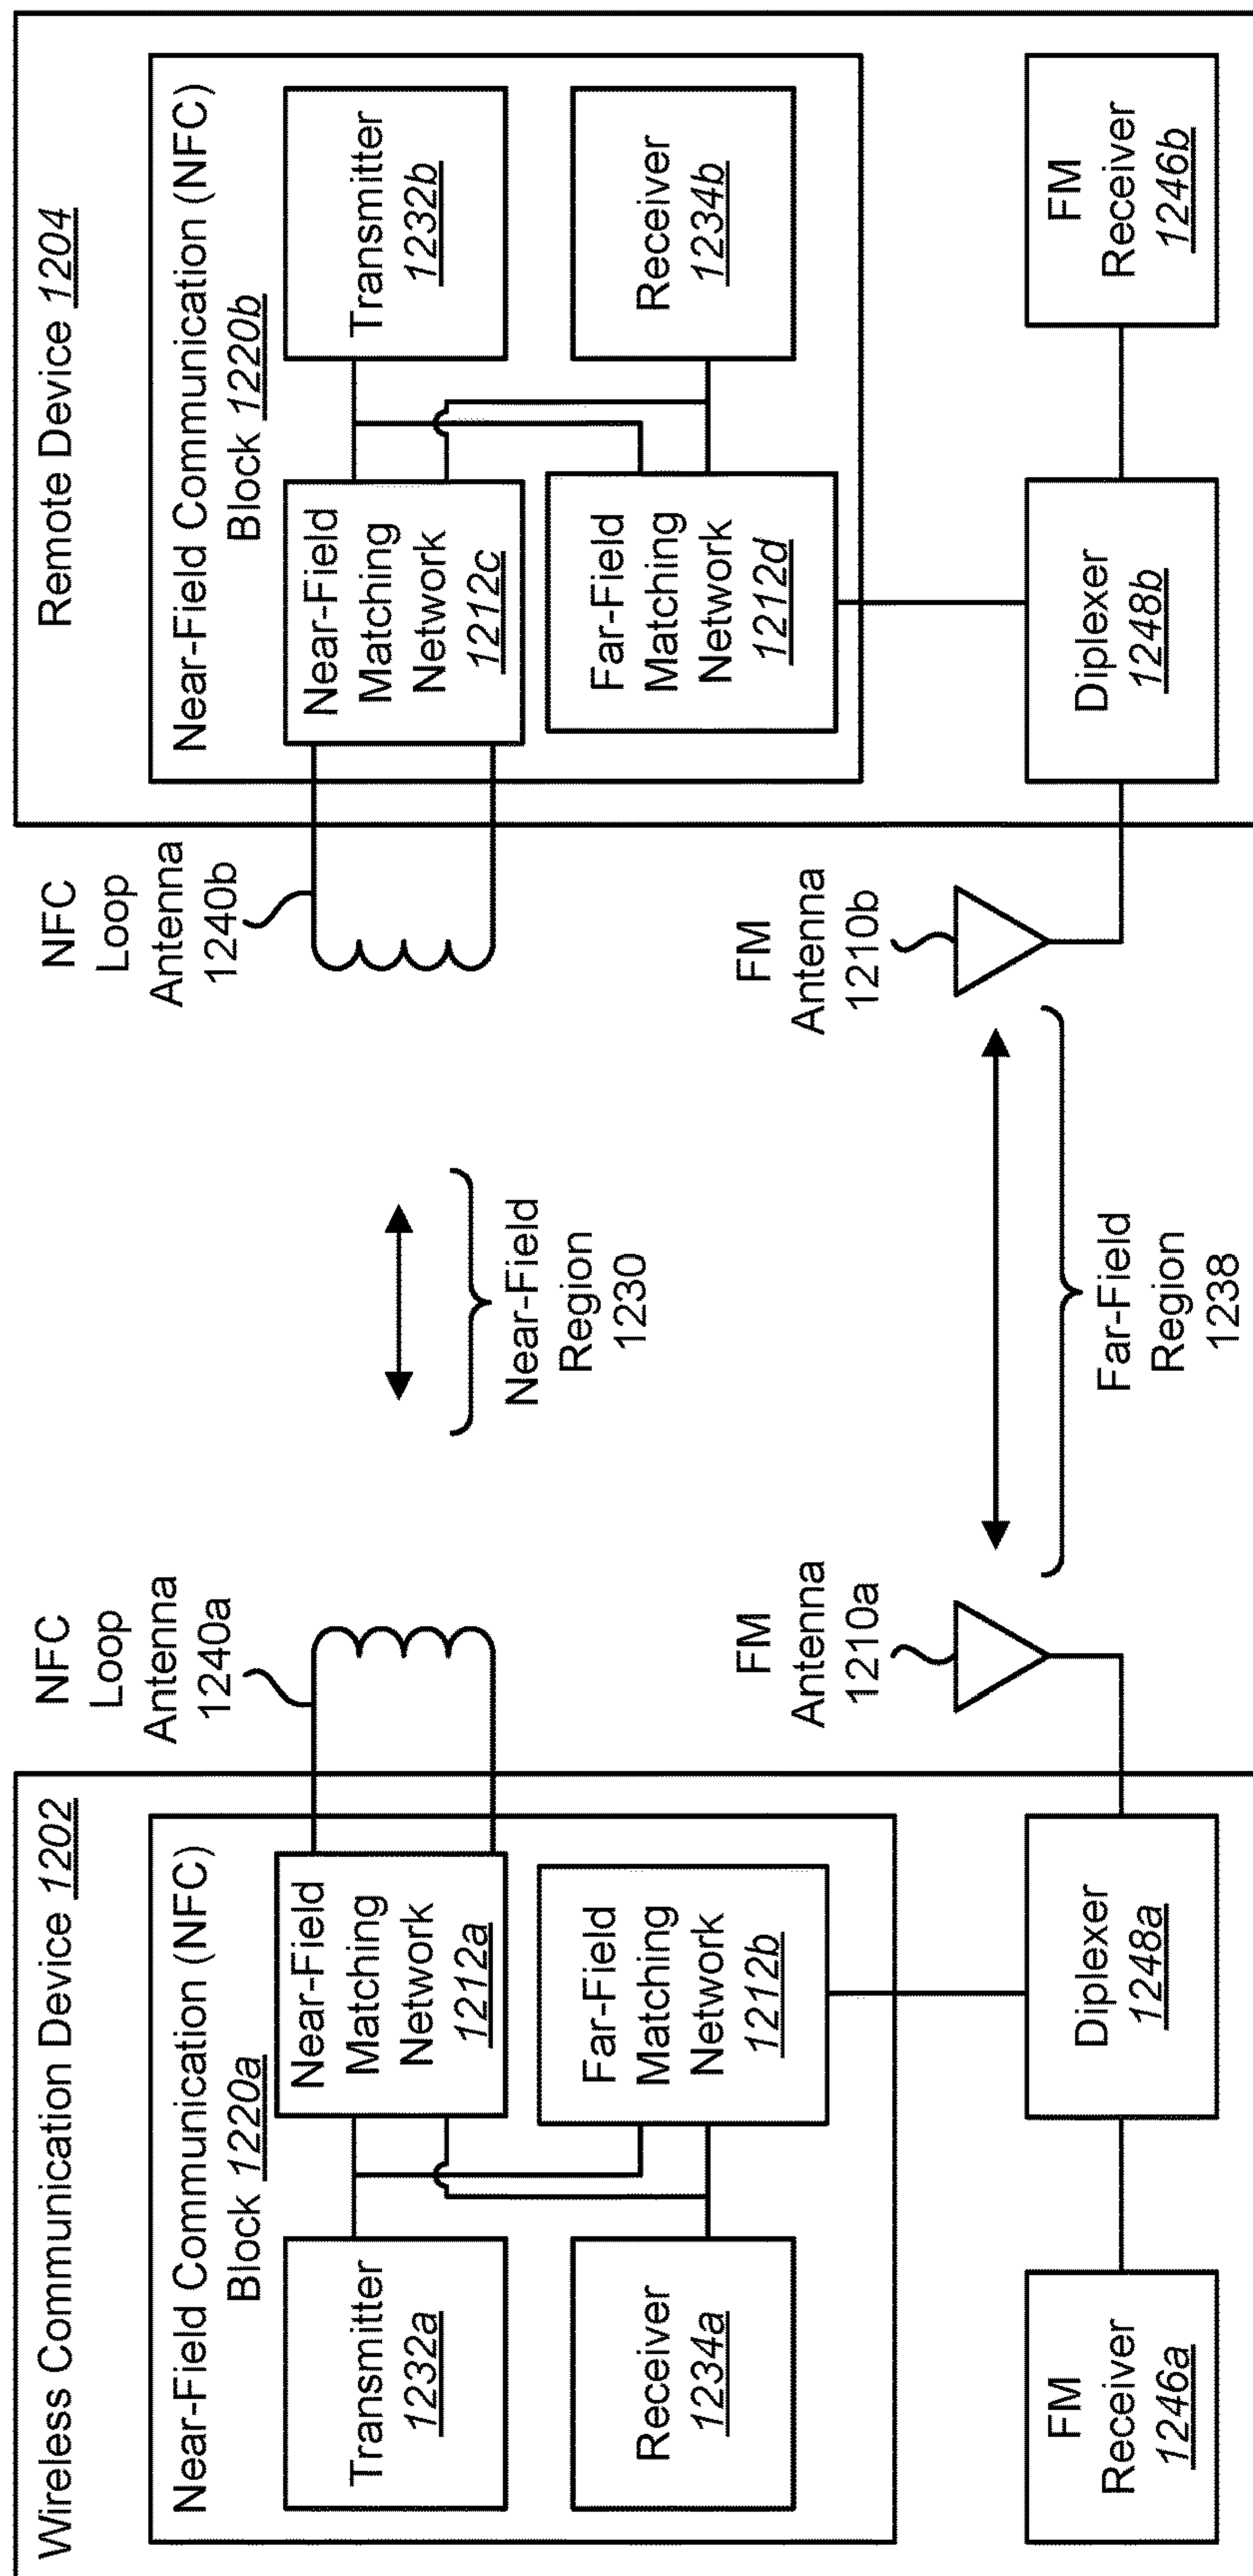 Wireless Communication Device 1202
Near-Field Communication (NFC)
Block 1220a
Transmitter
1232a
Near-Field
Matching
Network
1212a
Receiver
1234a
Far-Field
Matching
Network
1212b
FM
Receiver
1246a
Diplexer
1248a
NFC
Loop
Antenna
1240a
FM
Antenna
1210a
Near-Field
Region
1230
Far-Field
Region
1238
NFC
Loop
Antenna
1240b
FM
Antenna
1210b
Remote Device 1204
Near-Field Communication (NFC)
Block 1220b
Near-Field
Matching
Network
1212c
Transmitter
1232b
Far-Field
Matching
Network
1212d
Receiver
1234b
Diplexer
1248b
FM
Receiver
1246b